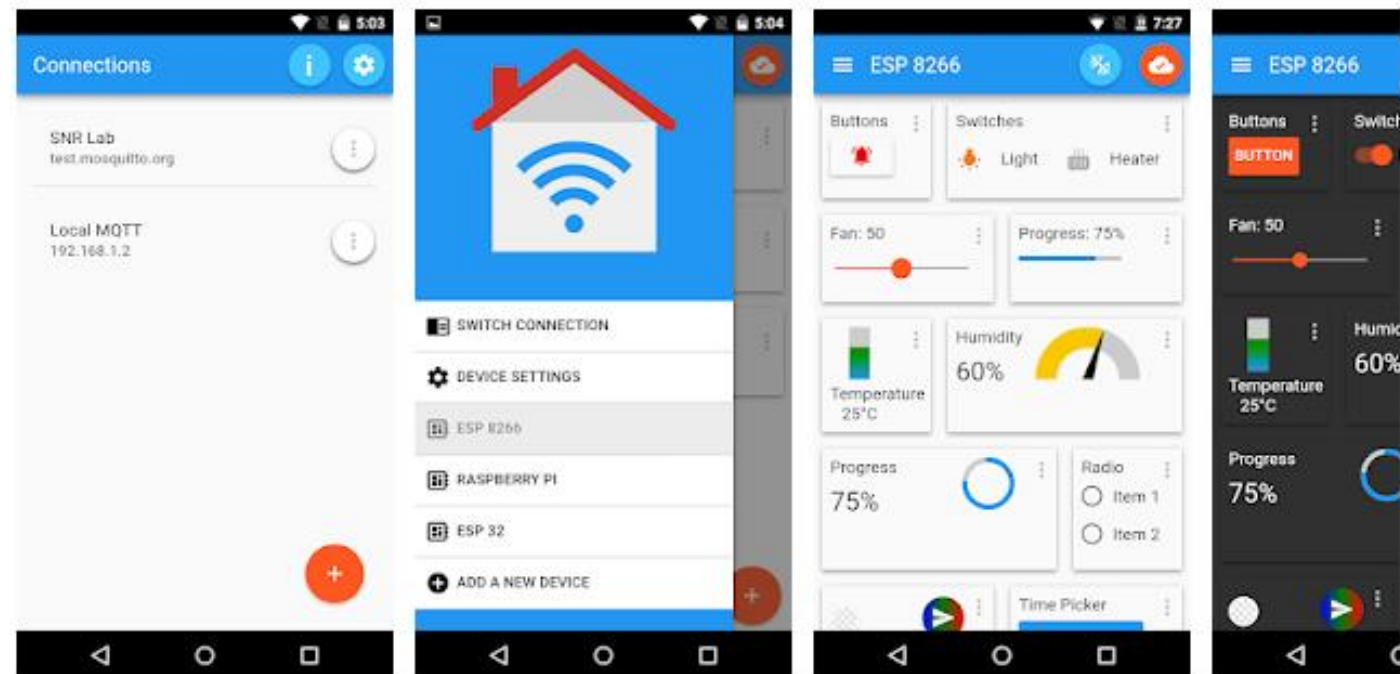 5:03
Connections
i
SNR Lab
test.mosquitto.org
Local MQTT
192.168.1.2
+
5:04
SWITCH CONNECTION
DEVICE SETTINGS
ESP 8266
RASPBERRY PI
ESP 32
ADD A NEW DEVICE
+
7:27
ESP 8266
Buttons
Switches
Light
Heater
Fan: 50
Progress: 75%
Temperature
25°C
Humidity
60%
Progress
75%
Radio
Item 1
Item 2
Time Picker
ESP 8266
Buttons
Switch
BUTTON
Fan: 50
Temperature
25°C
Humid
60%
Progress
75%